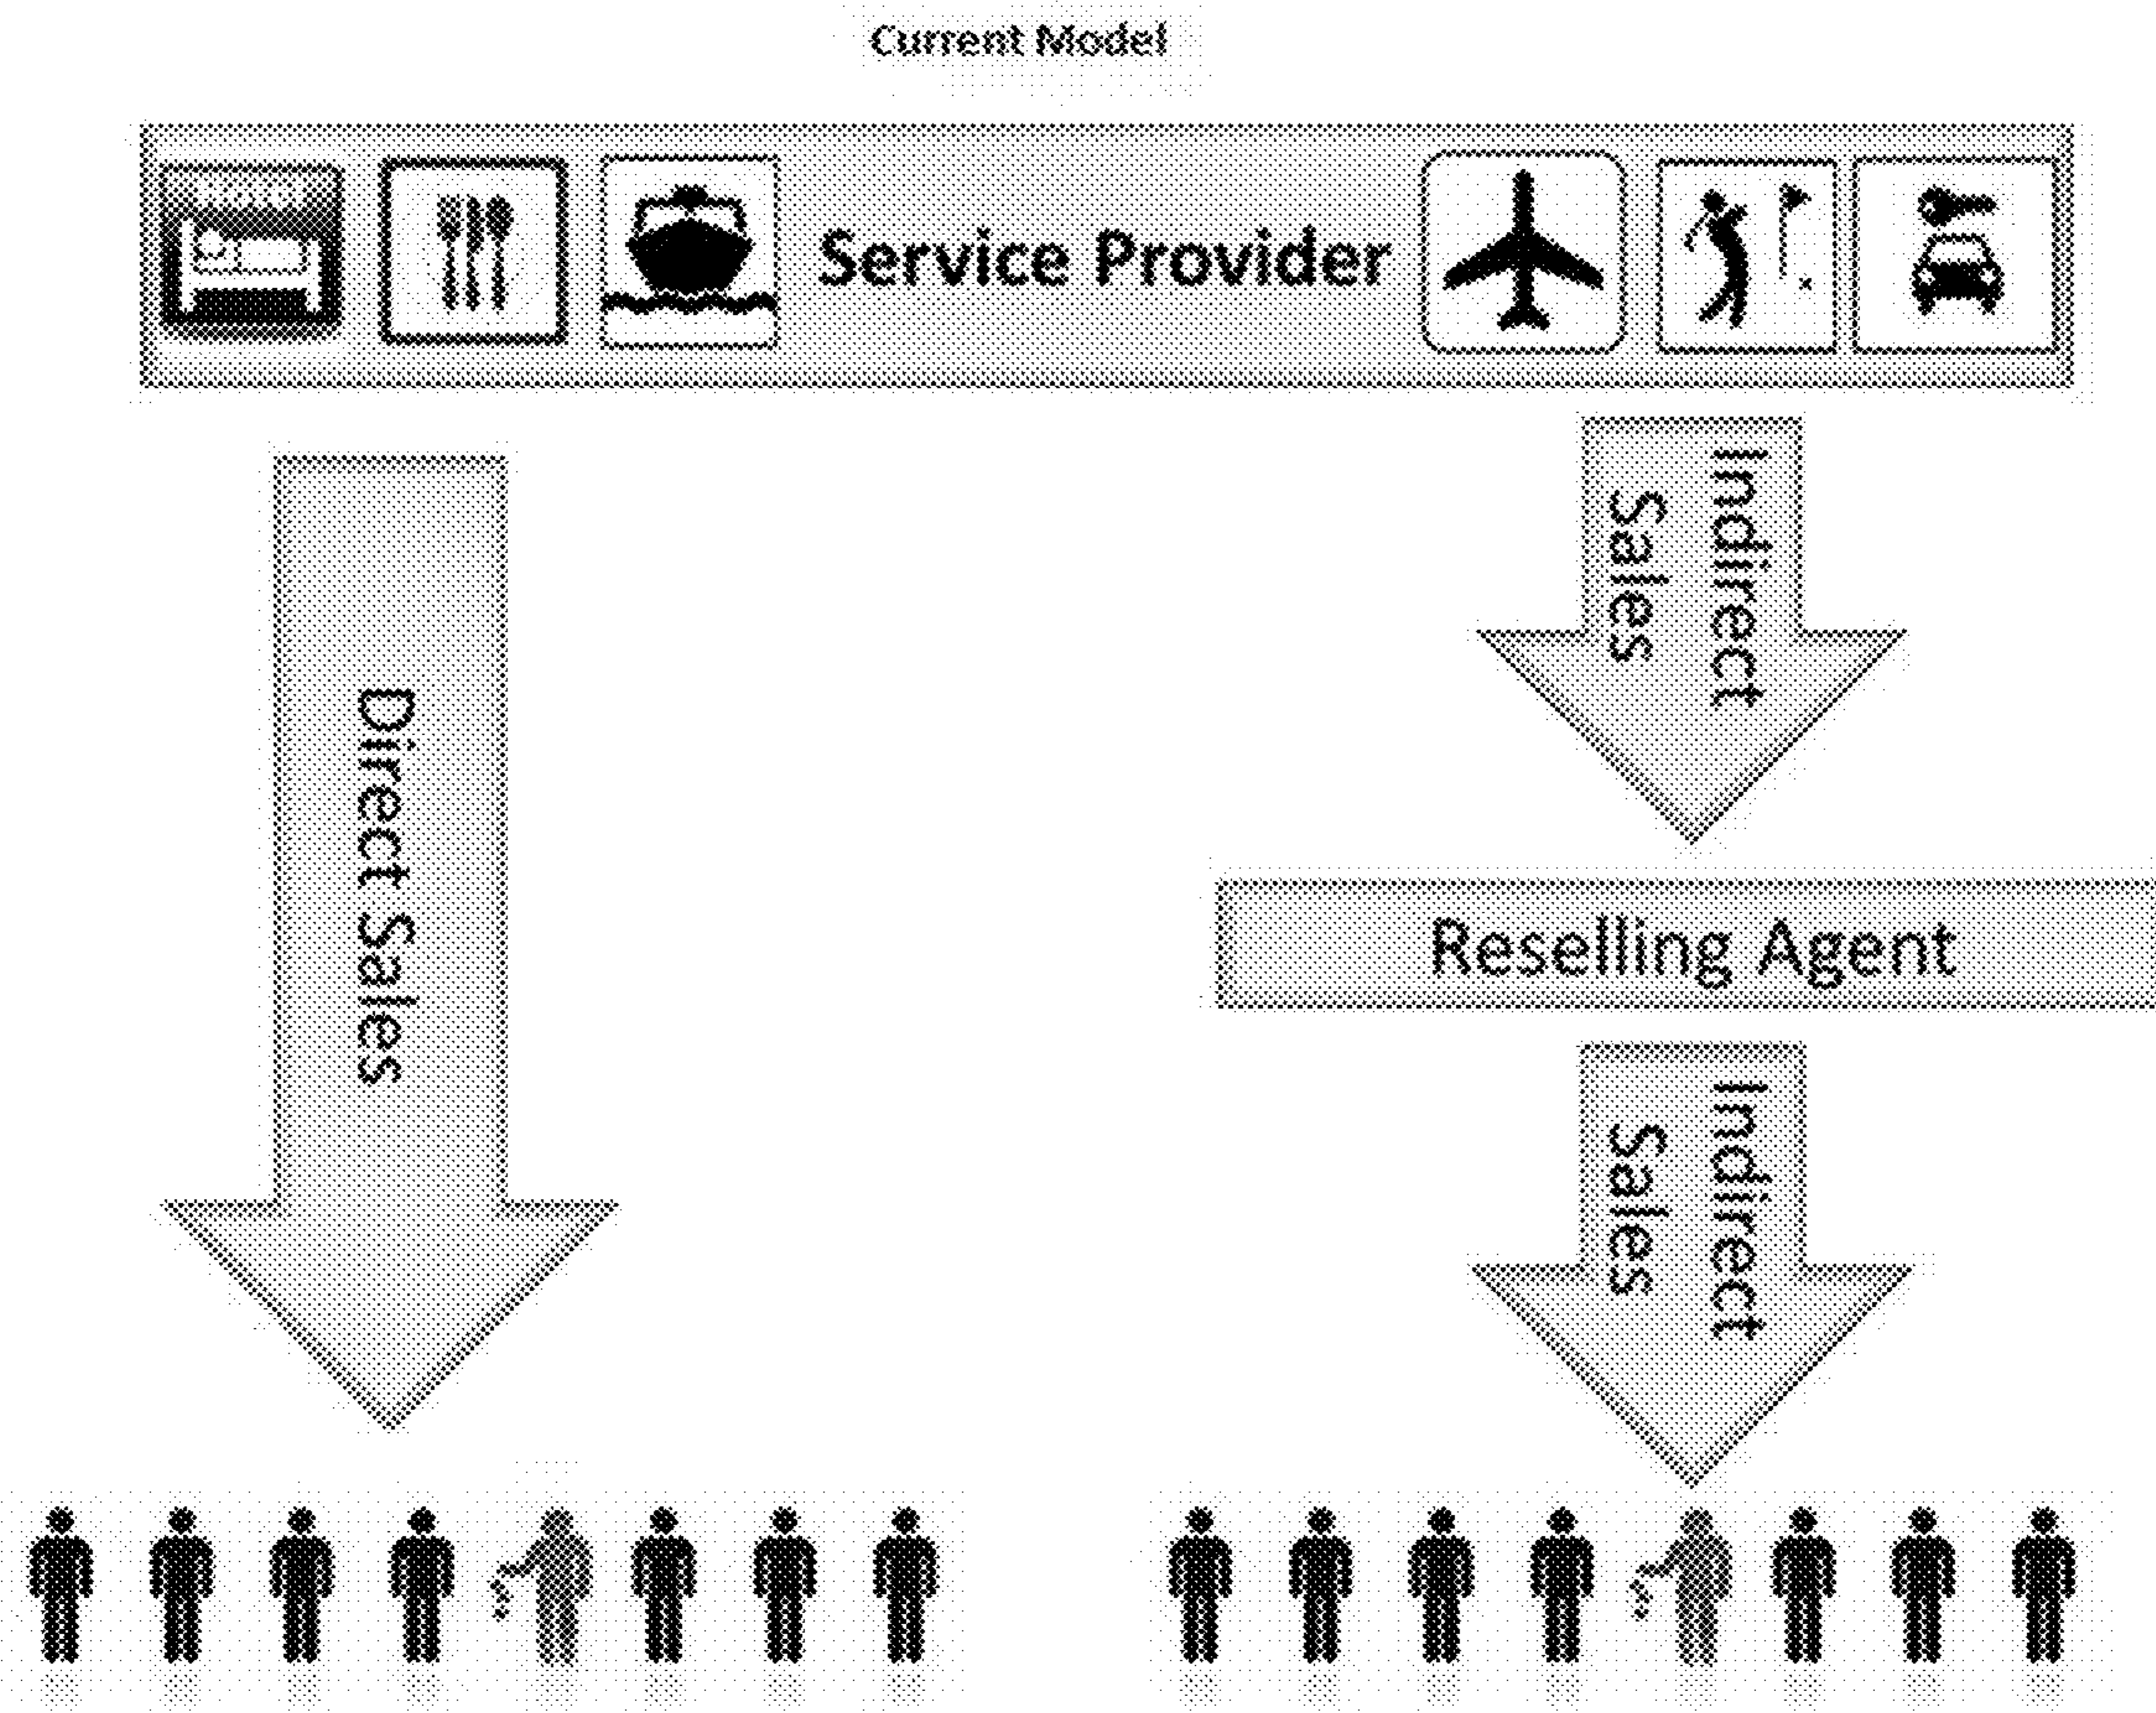 Current Model
Service Provider
Indirect
Sales
Direct Sales
Reselling Agent
Indirect
Sales